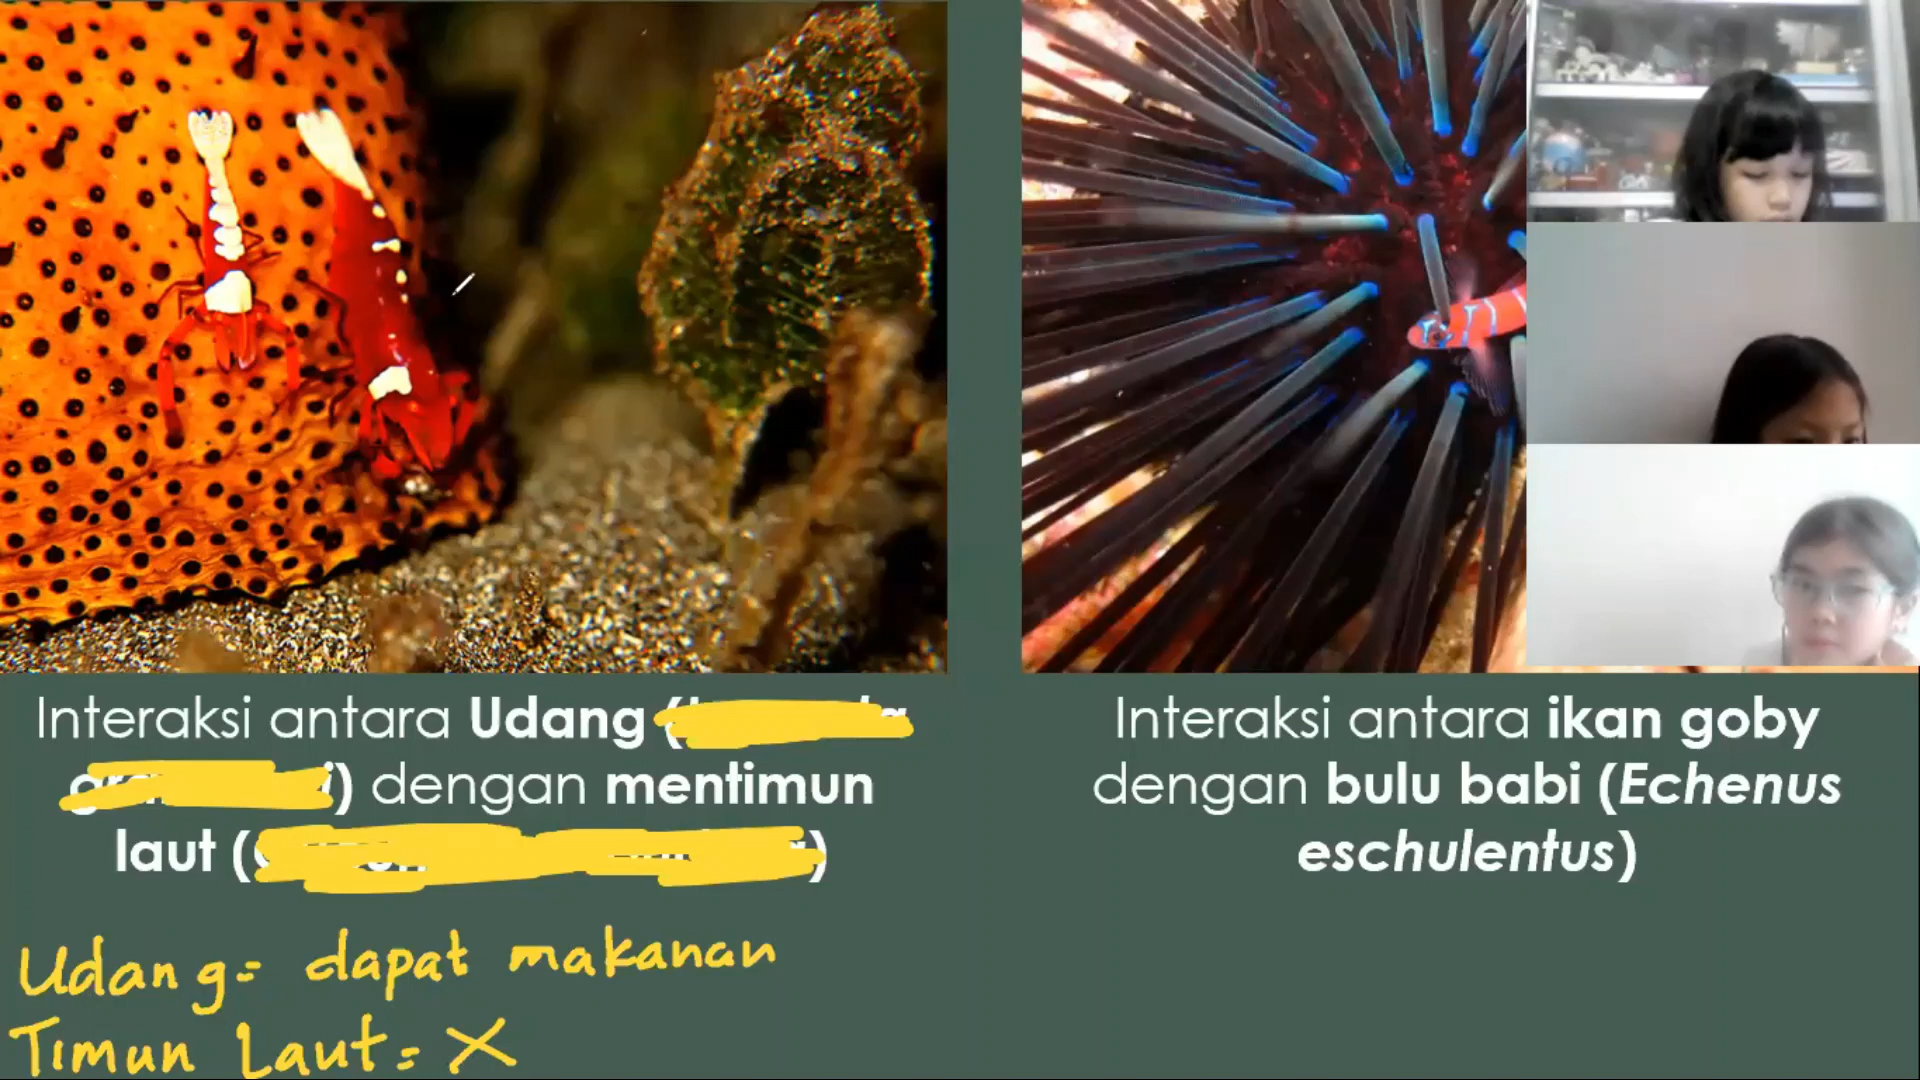 Interaksi antara Udang (
) dengan mentimun
laut ( )
Udang = dapat makanan
Timun Laut = X
Interaksi antara ikan goby
dengan bulu babi (Echenus
eschulentus)